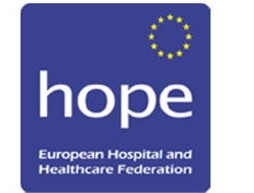 hope
European Hospital and
Healthcare Federation